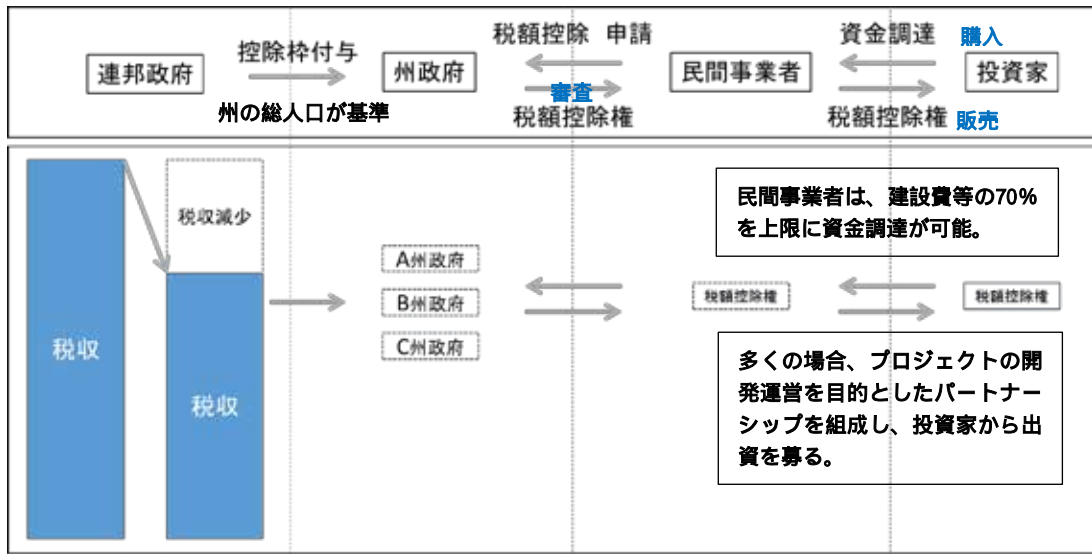 連邦政府
控除枠付与
州の総人口が基準
州政府
税額控除 申請
審査
税額控除権
民間事業者
資金調達 購入
税額控除権 販売
投資家
税収
税収減少
税収
A州政府
B州政府
C州政府
民間事業者は、建設費等の70%
を上限に資金調達が可能。
税額控除権
税額控除権
多くの場合、プロジェクトの開
発運営を目的としたパートナー
シップを組成し、投資家から出
資を募る。